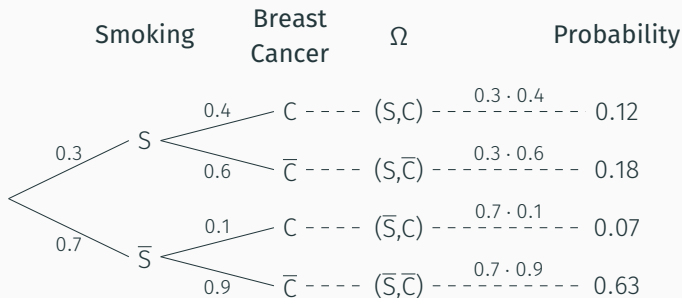 Smoking
Breast
Cancer
Ω
Probability
0.3
S
0.4
C
(S,C)
0.3 · 0.4
0.12
0.6
C̅
(S,C̅)
0.3 · 0.6
0.18
0.7
S̅
0.1
C
(S̅,C)
0.7 · 0.1
0.07
0.9
C̅
(S̅,C̅)
0.7 · 0.9
0.63